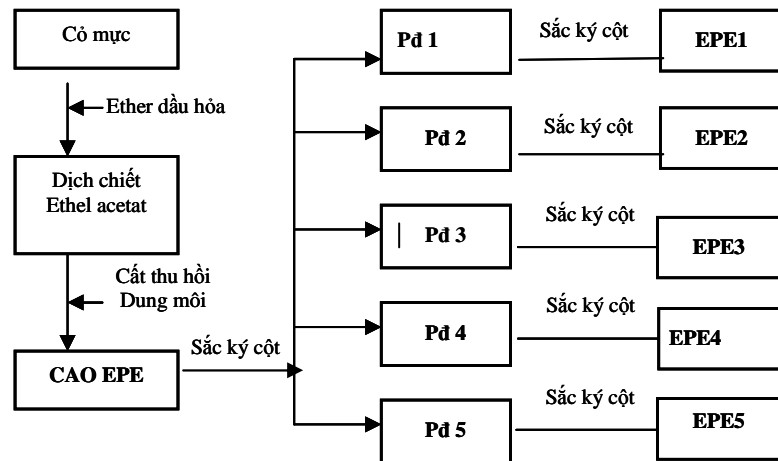 Cỏ mực
Ether dầu hỏa
Dịch chiết
Ethel acetat
Cất thu hồi
Dung môi
CAO EPE
Sắc ký cột
Pđ 1
Sắc ký cột
EPE1
Pđ 2
Sắc ký cột
EPE2
Pđ 3
Sắc ký cột
EPE3
Pđ 4
Sắc ký cột
EPE4
Pđ 5
Sắc ký cột
EPE5